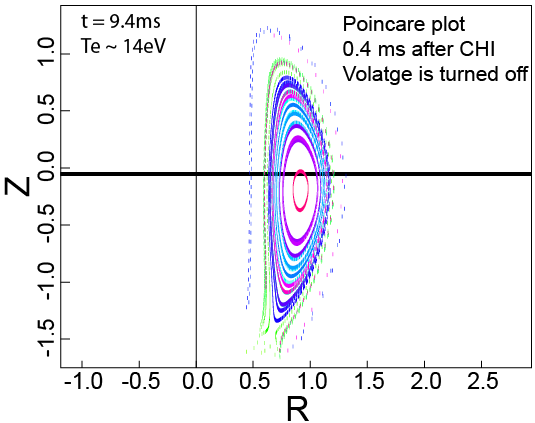 t = 9.4ms
Te ~ 14eV
Poincare plot
0.4 ms after CHI
Volatge is turned off
1.0
0.5
0.0
-0.5
-1.0
-1.5
Z
-1.0 -0.5 0.0 0.5 1.0 1.5 2.0 2.5
R